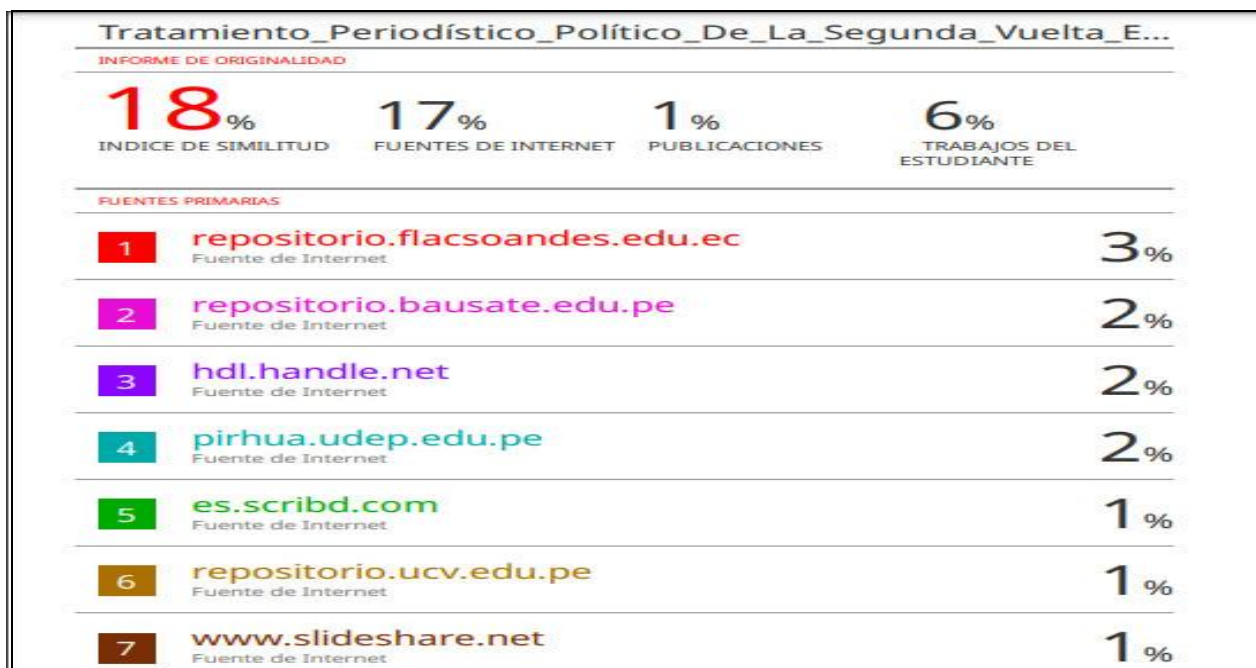 Tratamiento_Periodístico_Político_De_La_Segunda_Vuelta_E...
INFORME DE ORIGINALIDAD
18% 17% 1% 6%
INDICE DE SIMILITUD FUENTES DE INTERNET PUBLICACIONES TRABAJOS DEL
ESTUDIANTE
FUENTES PRIMARIAS
1 repositorio.flacsoandes.edu.ec 3%
Fuente de Internet
2 repositorio.bausate.edu.pe 2%
Fuente de Internet
3 hdl.handle.net 2%
Fuente de Internet
4 pirhua.udep.edu.pe 2%
Fuente de Internet
5 es.scribd.com 1%
Fuente de Internet
6 repositorio.ucv.edu.pe 1%
Fuente de Internet
7 www.slideshare.net 1%
Fuente de Internet